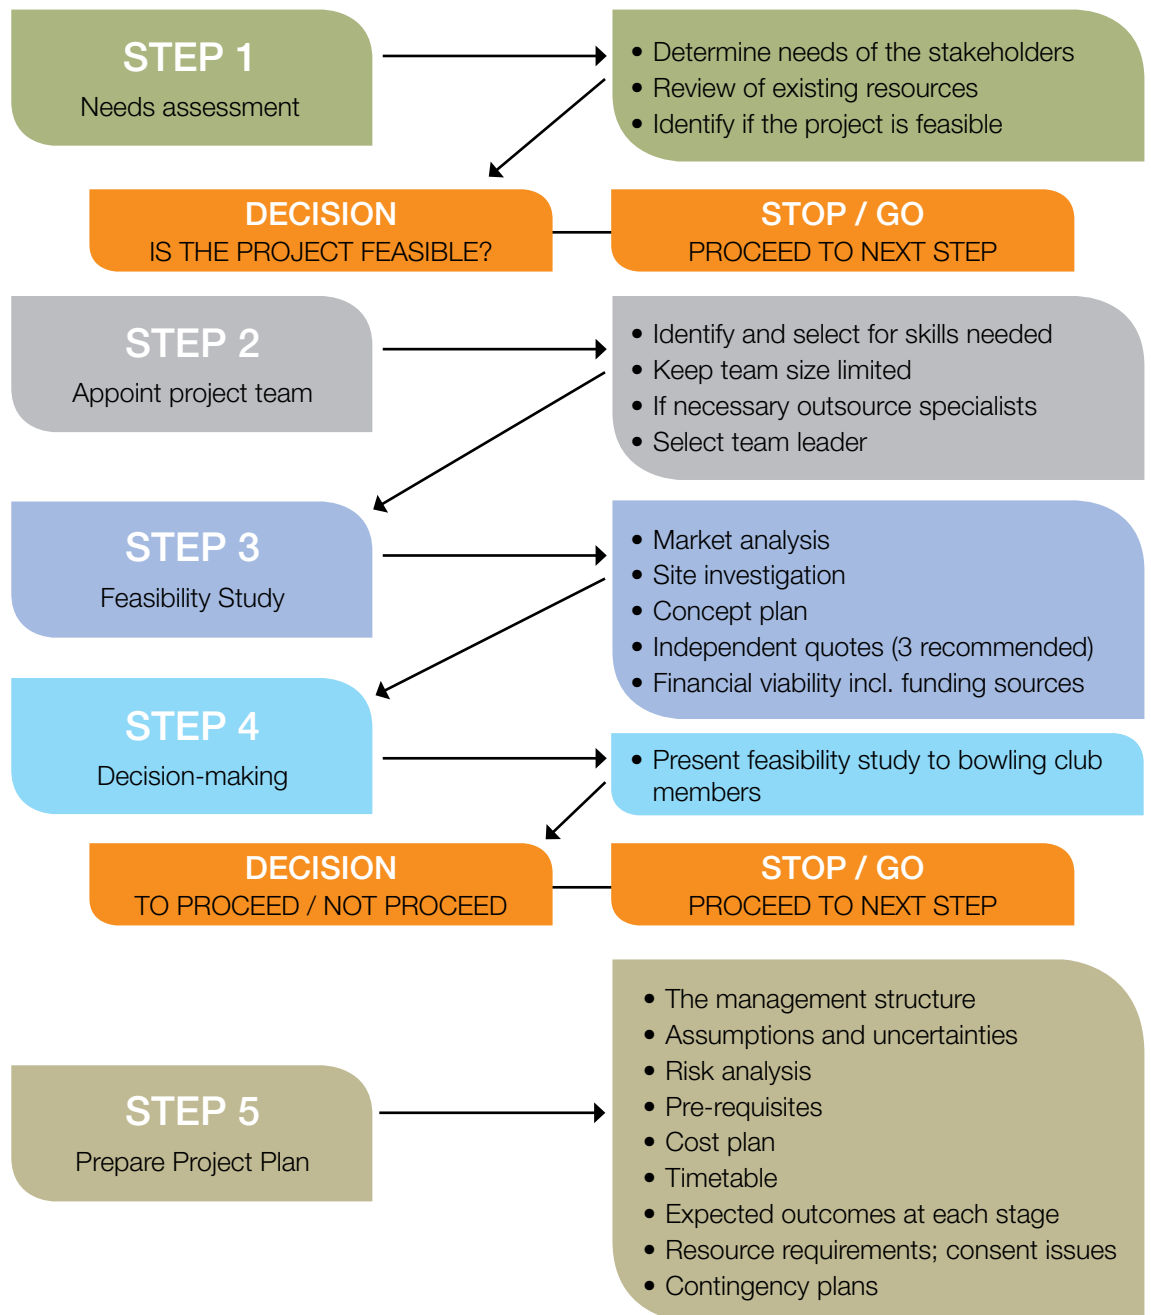 STEP 1
Needs assessment
• Determine needs of the stakeholders
• Review of existing resources
• Identify if the project is feasible
DECISION
IS THE PROJECT FEASIBLE?
STOP / GO
PROCEED TO NEXT STEP
STEP 2
Appoint project team
• Identify and select for skills needed
• Keep team size limited
• If necessary outsource specialists
• Select team leader
STEP 3
Feasibility Study
• Market analysis
• Site investigation
• Concept plan
• Independent quotes (3 recommended)
• Financial viability incl. funding sources
STEP 4
Decision-making
• Present feasibility study to bowling club
members
DECISION
TO PROCEED / NOT PROCEED
STOP / GO
PROCEED TO NEXT STEP
STEP 5
Prepare Project Plan
• The management structure
• Assumptions and uncertainties
• Risk analysis
• Pre-requisites
• Cost plan
• Timetable
• Expected outcomes at each stage
• Resource requirements; consent issues
• Contingency plans